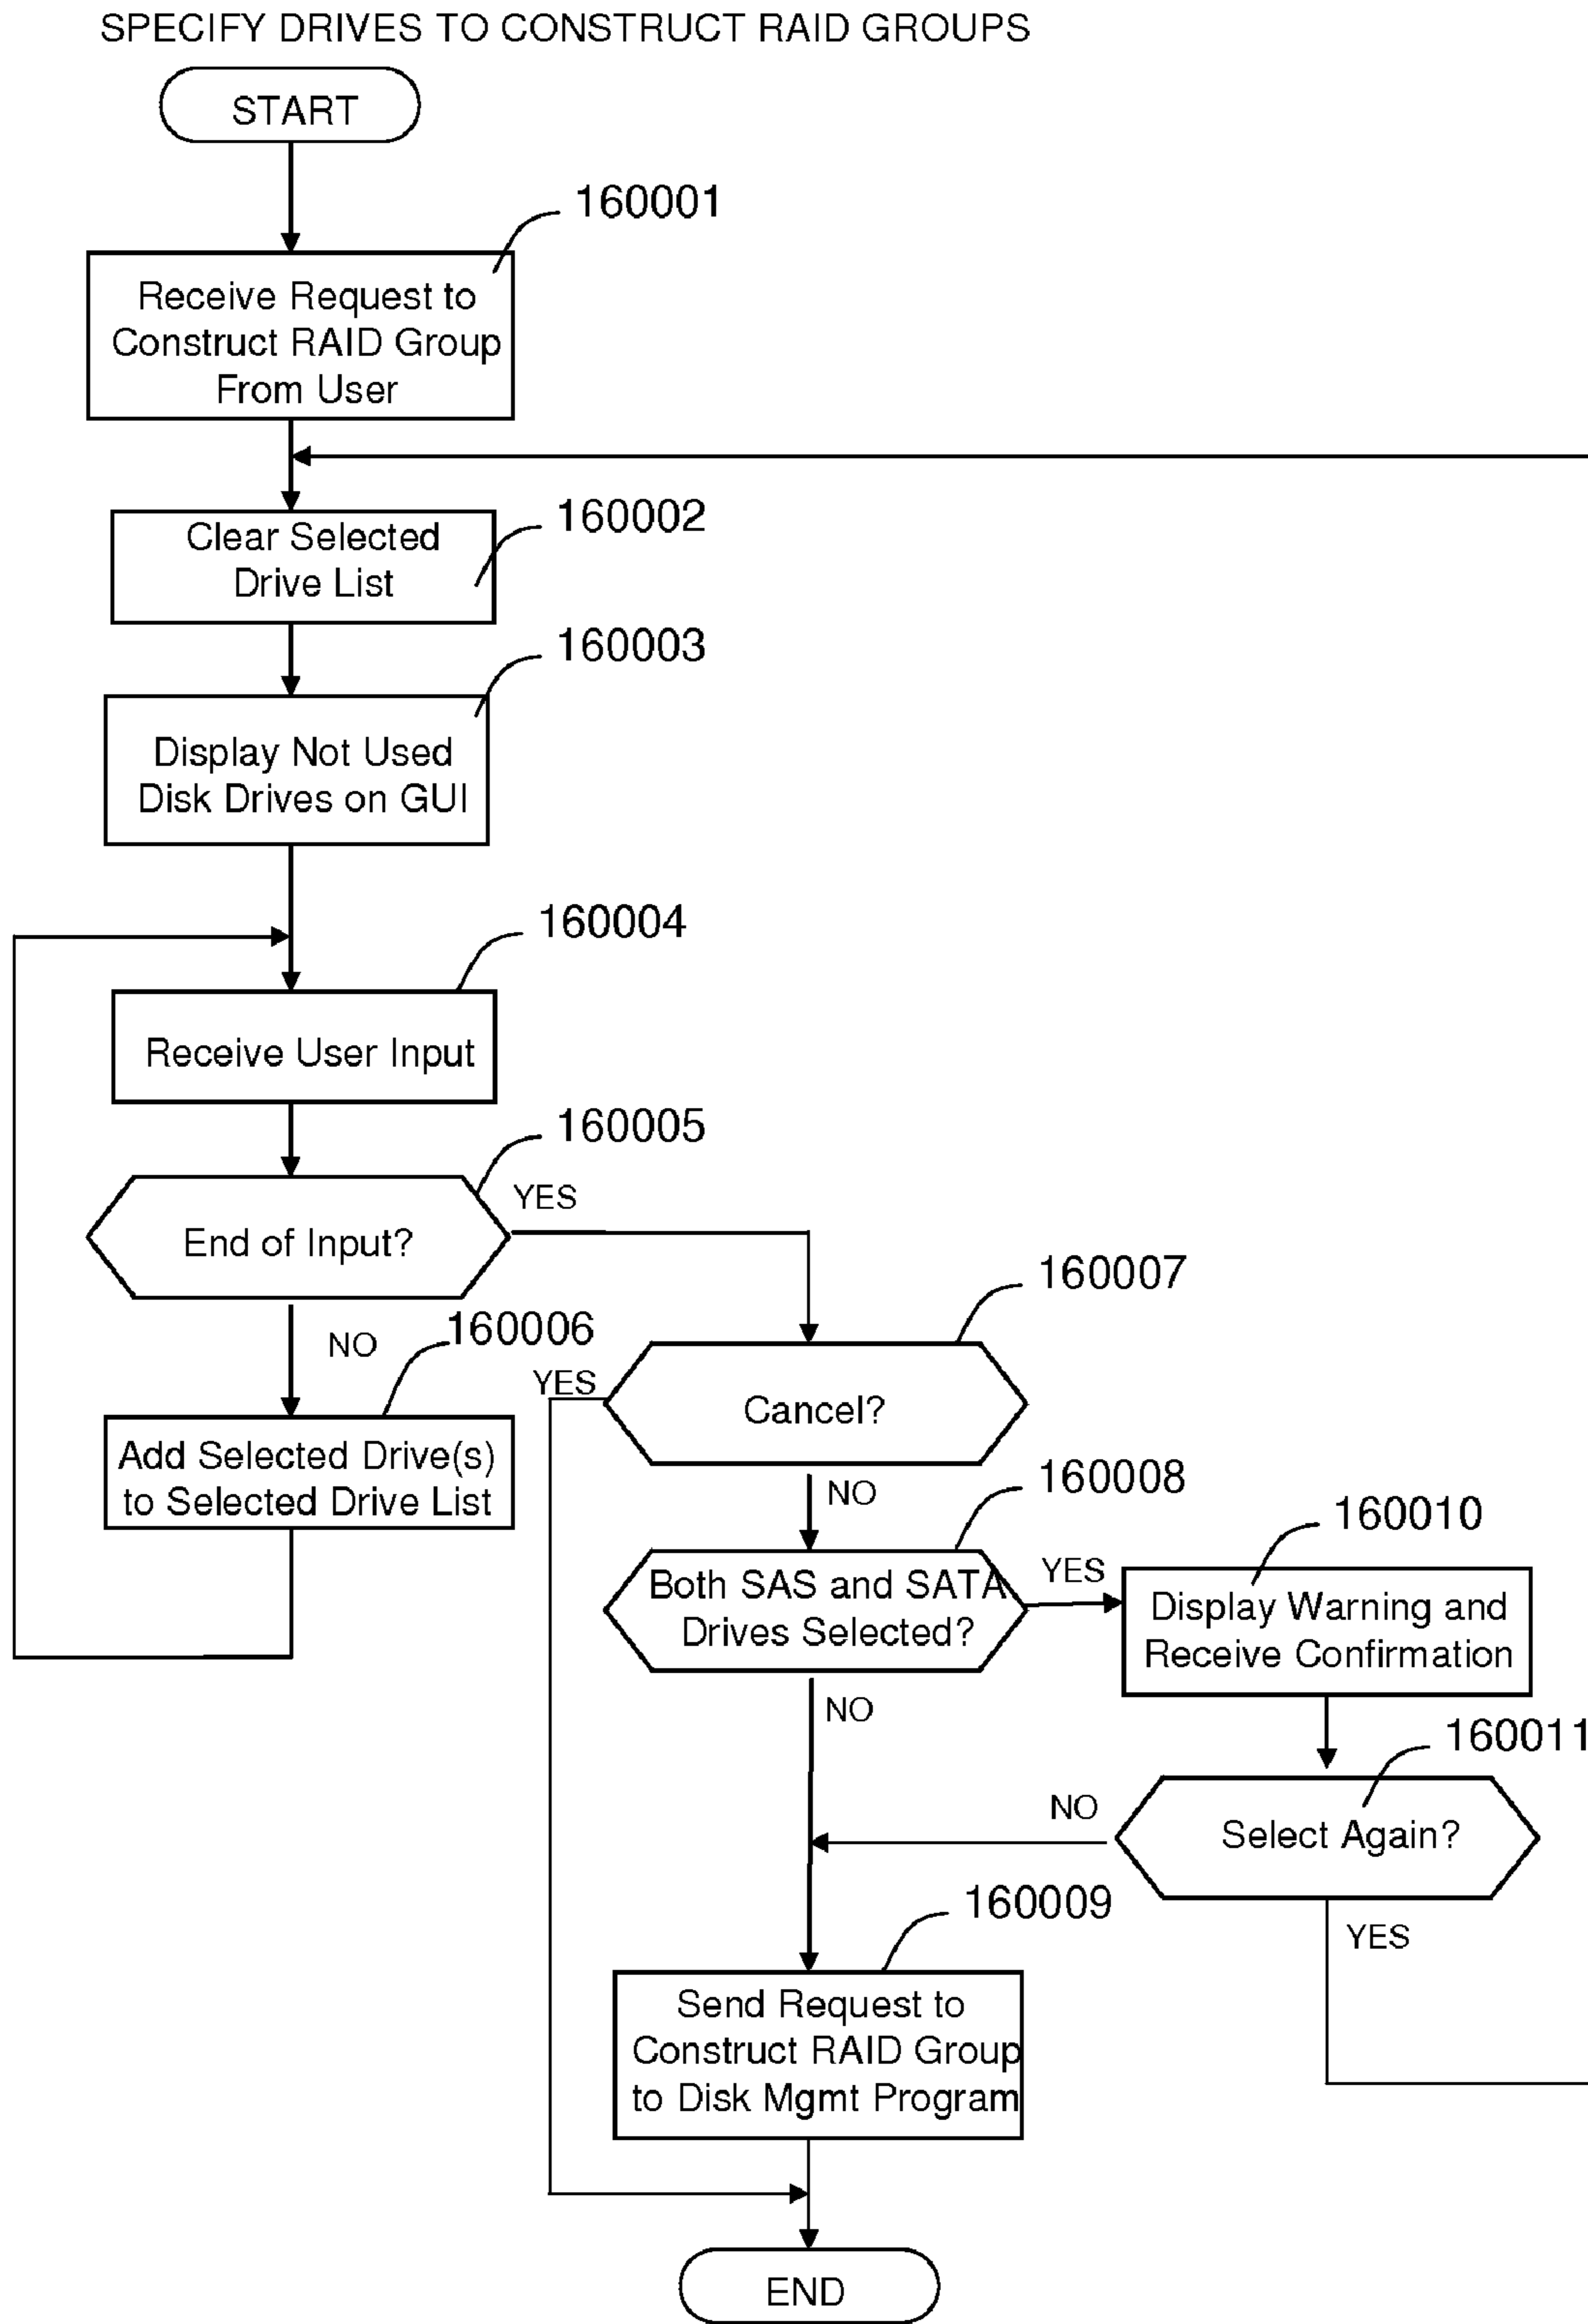 SPECIFY DRIVES TO CONSTRUCT RAID GROUPS
START
160001
Receive Request to
Construct RAID Group
From User
160002
Clear Selected
Drive List
160003
Display Not Used
Disk Drives on GUI
160004
Receive User Input
160005
YES
End of Input?
160007
NO
160006
YES
Cancel?
Add Selected Drive(s)
to Selected Drive List
160008
NO
160010
Both SAS and SATA
Drives Selected?
YES
Display Warning and
Receive Confirmation
NO
160011
NO
Select Again?
160009
YES
Send Request to
Construct RAID Group
to Disk Mgmt Program
END